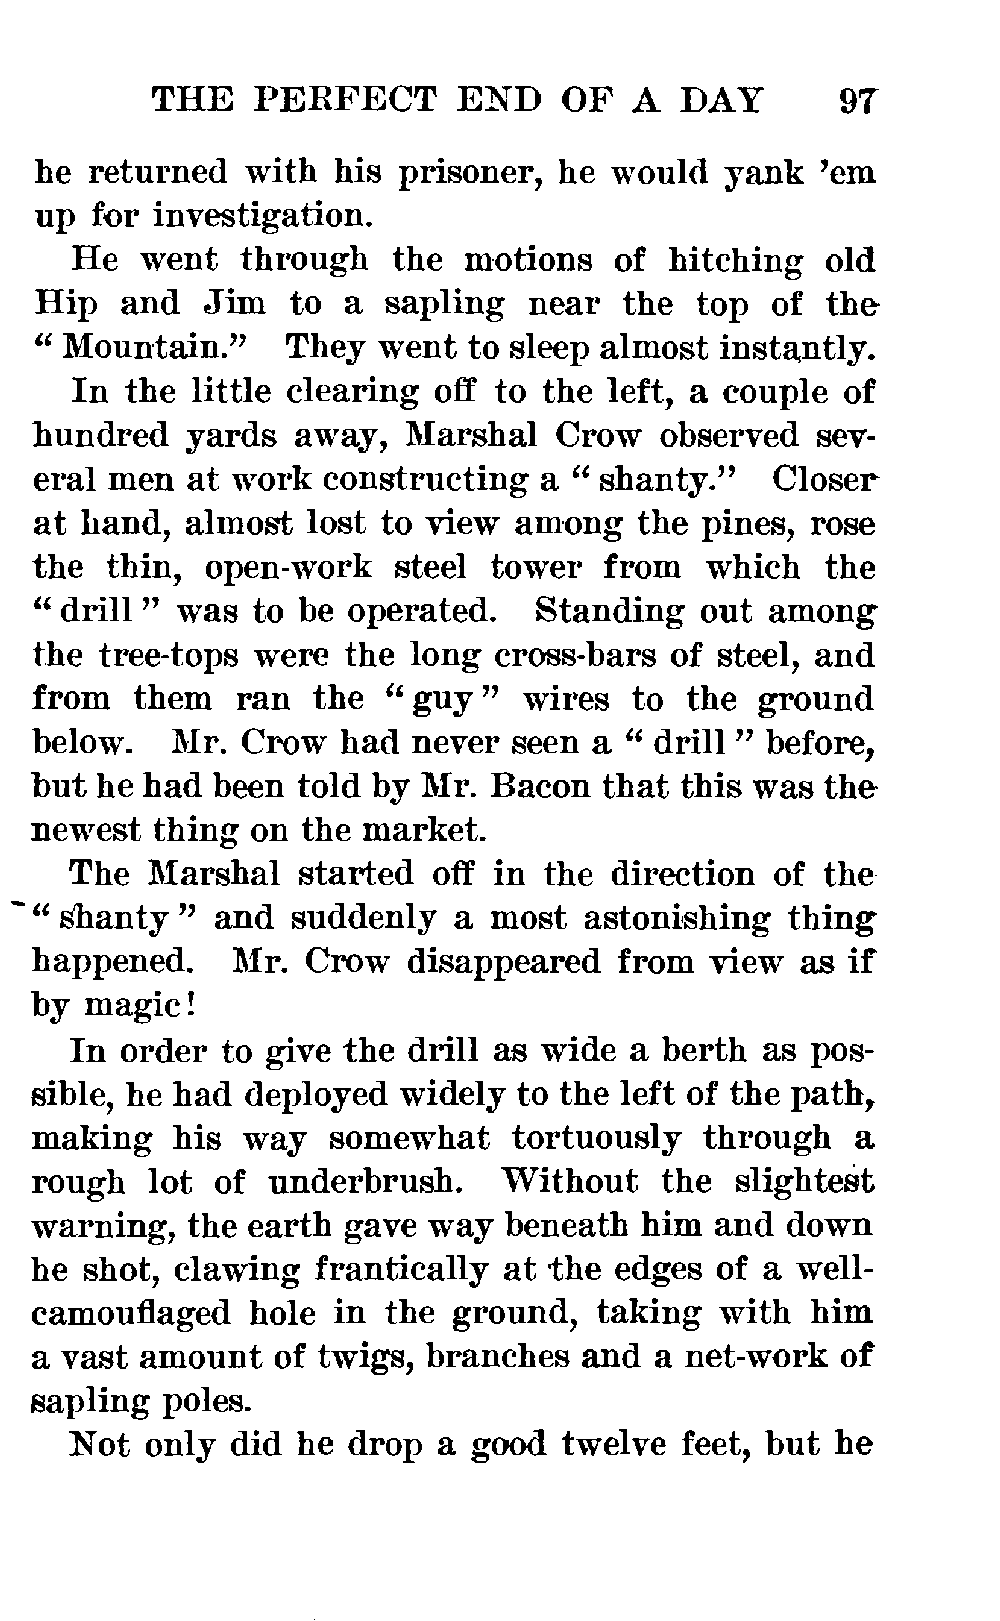 THE PERFECT END OF A DAY 97
he returned with his prisoner, he would yank 'em
up for investigation.
He went through the motions of hitching old
Hip and Jim to a sapling near the top of the
“ Mountain.” They went to sleep almost instantly.
In the little clearing off to the left, a couple of
hundred yards away, Marshal Crow observed sev-
eral men at work constructing a “ shanty.” Closer
at hand, almost lost to view among the pines, rose
the thin, open-work steel tower from which the
“ drill ” was to be operated. Standing out among
the tree-tops were the long cross-bars of steel, and
from them ran the “ guy ” wires to the ground
below. Mr. Crow had never seen a “ drill ” before,
but he had been told by Mr. Bacon that this was the
newest thing on the market.
The Marshal started off in the direction of the
“ shanty ” and suddenly a most astonishing thing
happened. Mr. Crow disappeared from view as if
by magic!
In order to give the drill as wide a berth as pos-
sible, he had deployed widely to the left of the path,
making his way somewhat tortuously through a
rough lot of underbrush. Without the slightest
warning, the earth gave way beneath him and down
he shot, clawing frantically at the edges of a well-
camouflaged hole in the ground, taking with him
a vast amount of twigs, branches and a net-work of
sapling poles.
Not only did he drop a good twelve feet, but he